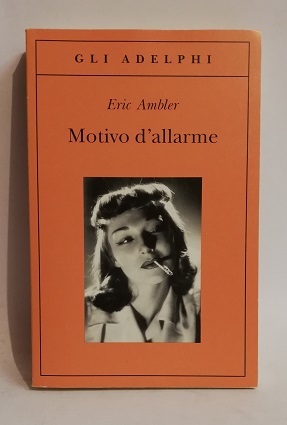 GLI ADELPHI
Eric Ambler
Motivo d'allarme